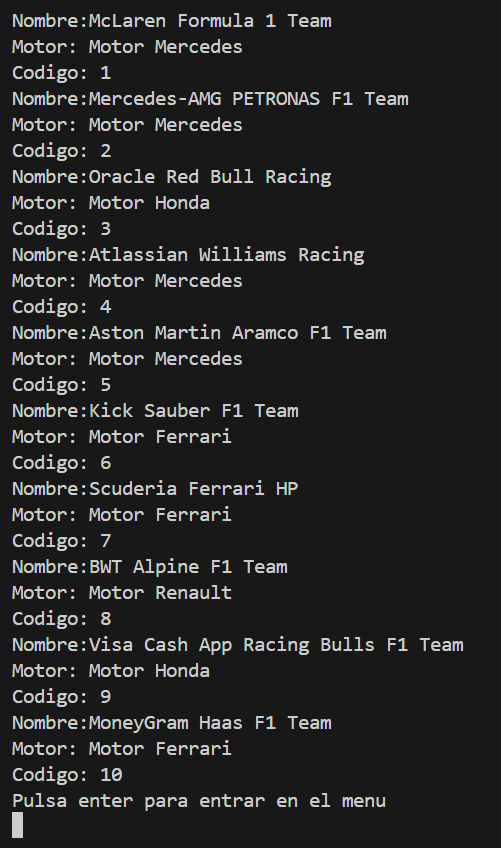 Nombre:McLaren Formula 1 Team
Motor: Motor Mercedes
Codigo: 1
Nombre:Mercedes-AMG PETRONAS F1 Team
Motor: Motor Mercedes
Codigo: 2
Nombre:Oracle Red Bull Racing
Motor: Motor Honda
Codigo: 3
Nombre:Atlassian Williams Racing
Motor: Motor Mercedes
Codigo: 4
Nombre:Aston Martin Aramco F1 Team
Motor: Motor Mercedes
Codigo: 5
Nombre:Kick Sauber F1 Team
Motor: Motor Ferrari
Codigo: 6
Nombre:Scuderia Ferrari HP
Motor: Motor Ferrari
Codigo: 7
Nombre:BWT Alpine F1 Team
Motor: Motor Renault
Codigo: 8
Nombre:Visa Cash App Racing Bulls F1 Team
Motor: Motor Honda
Codigo: 9
Nombre:MoneyGram Haas F1 Team
Motor: Motor Ferrari
Codigo: 10
Pulsa enter para entrar en el menu